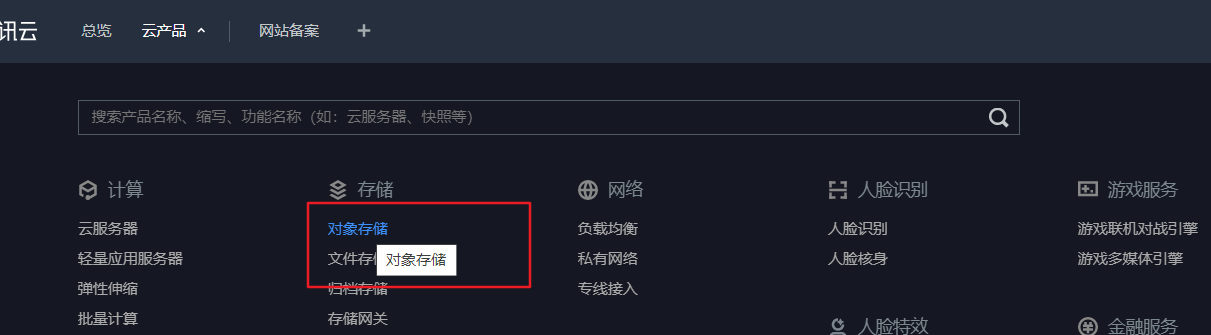 讯云 总览 云产品 网站备案
搜索产品名称、缩写、功能名称（如：云服务器、快照等）
计算
云服务器
轻量应用服务器
弹性伸缩
批量计算
存储
对象存储
文件存
对象存储
归档存储
存储网关
网络
负载均衡
私有网络
专线接入
人脸识别
人脸识别
人脸核身
人脸特效
游戏服务
游戏联机对战引擎
游戏多媒体引擎
金融服务